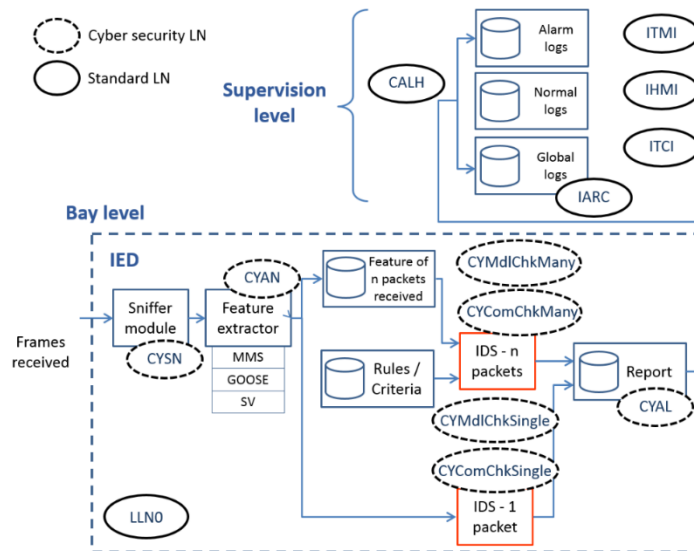 Cyber security LN
Standard LN
Supervision
level
CALH
Alarm
logs
Normal
logs
Global
logs
ITMI
IHMI
ITCI
IARC
Bay level
IED
Frames
received
Sniffer
module
CYSN
CYAN
Feature
extractor
MMS
GOOSE
SV
Feature of
n packets
received
Rules /
Criteria
CYMdlChkMany
CYComChkMany
IDS - n
packets
CYMdlChkSingle
CYComChkSingle
IDS - 1
packet
Report
CYAL
LLN0